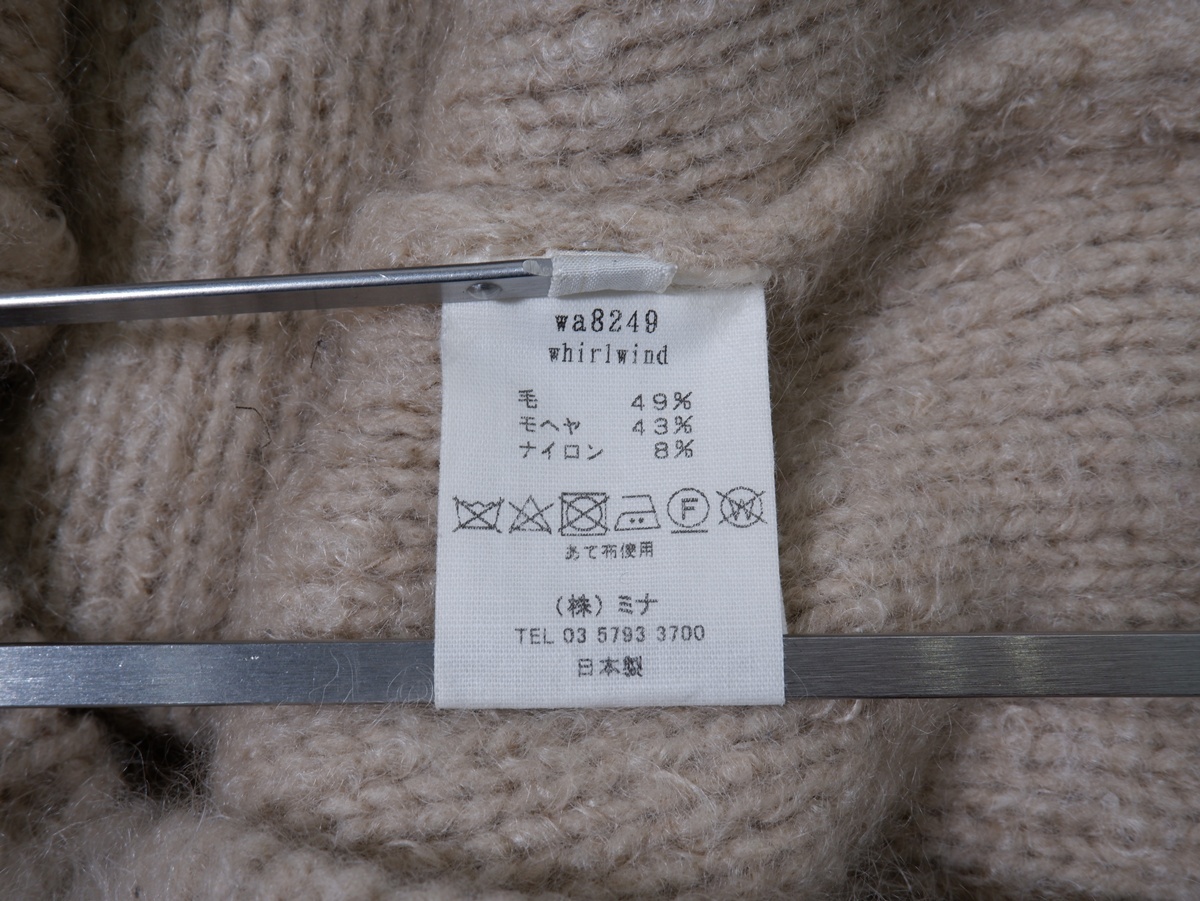 wa8249
whirlwind
毛 49%
モヘヤ 43%
ナイロン 8%
F W
あて布使用
(株)ミナ
TEL 03 5793 3700
日本製